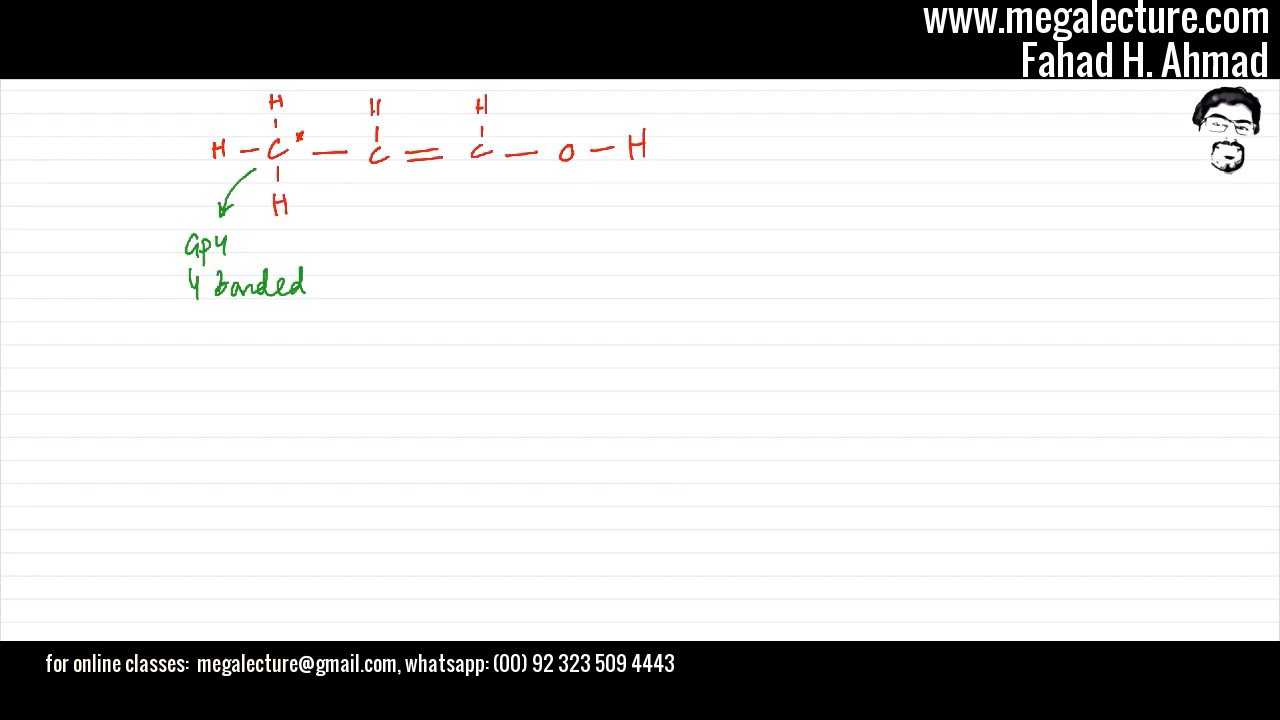 www.megalecture.com
Fahad H. Ahmad
H H H
H – C* – C = C – O – H
H
Gp4
4 bonded
for online classes: megalecture@gmail.com, whatsapp: (00) 92 323 509 4443